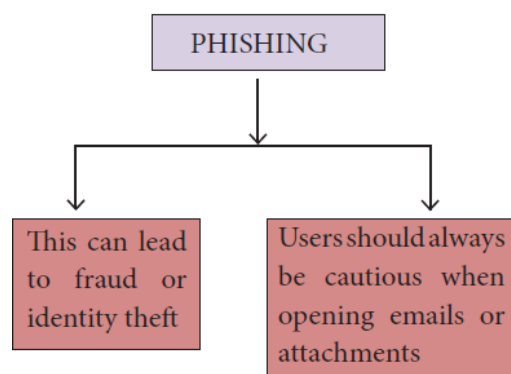 PHISHING
This can lead
to fraud or
identity theft
Users should always
be cautious when
opening emails or
attachments